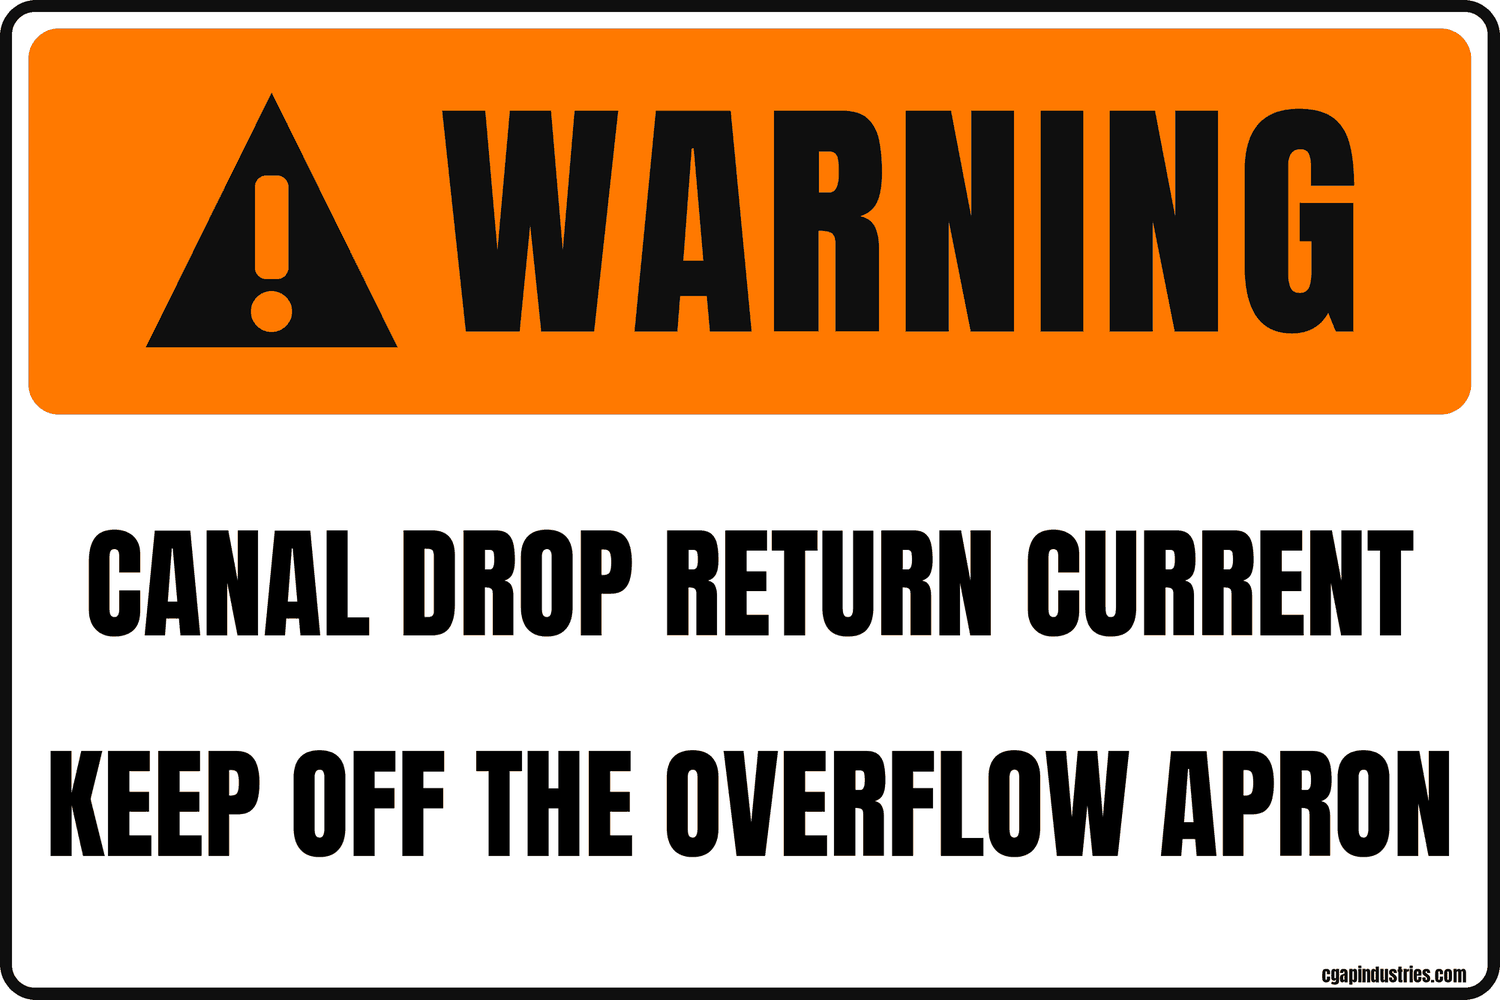 WARNING
CANAL DROP RETURN CURRENT
KEEP OFF THE OVERFLOW APRON
cgapindustries.com